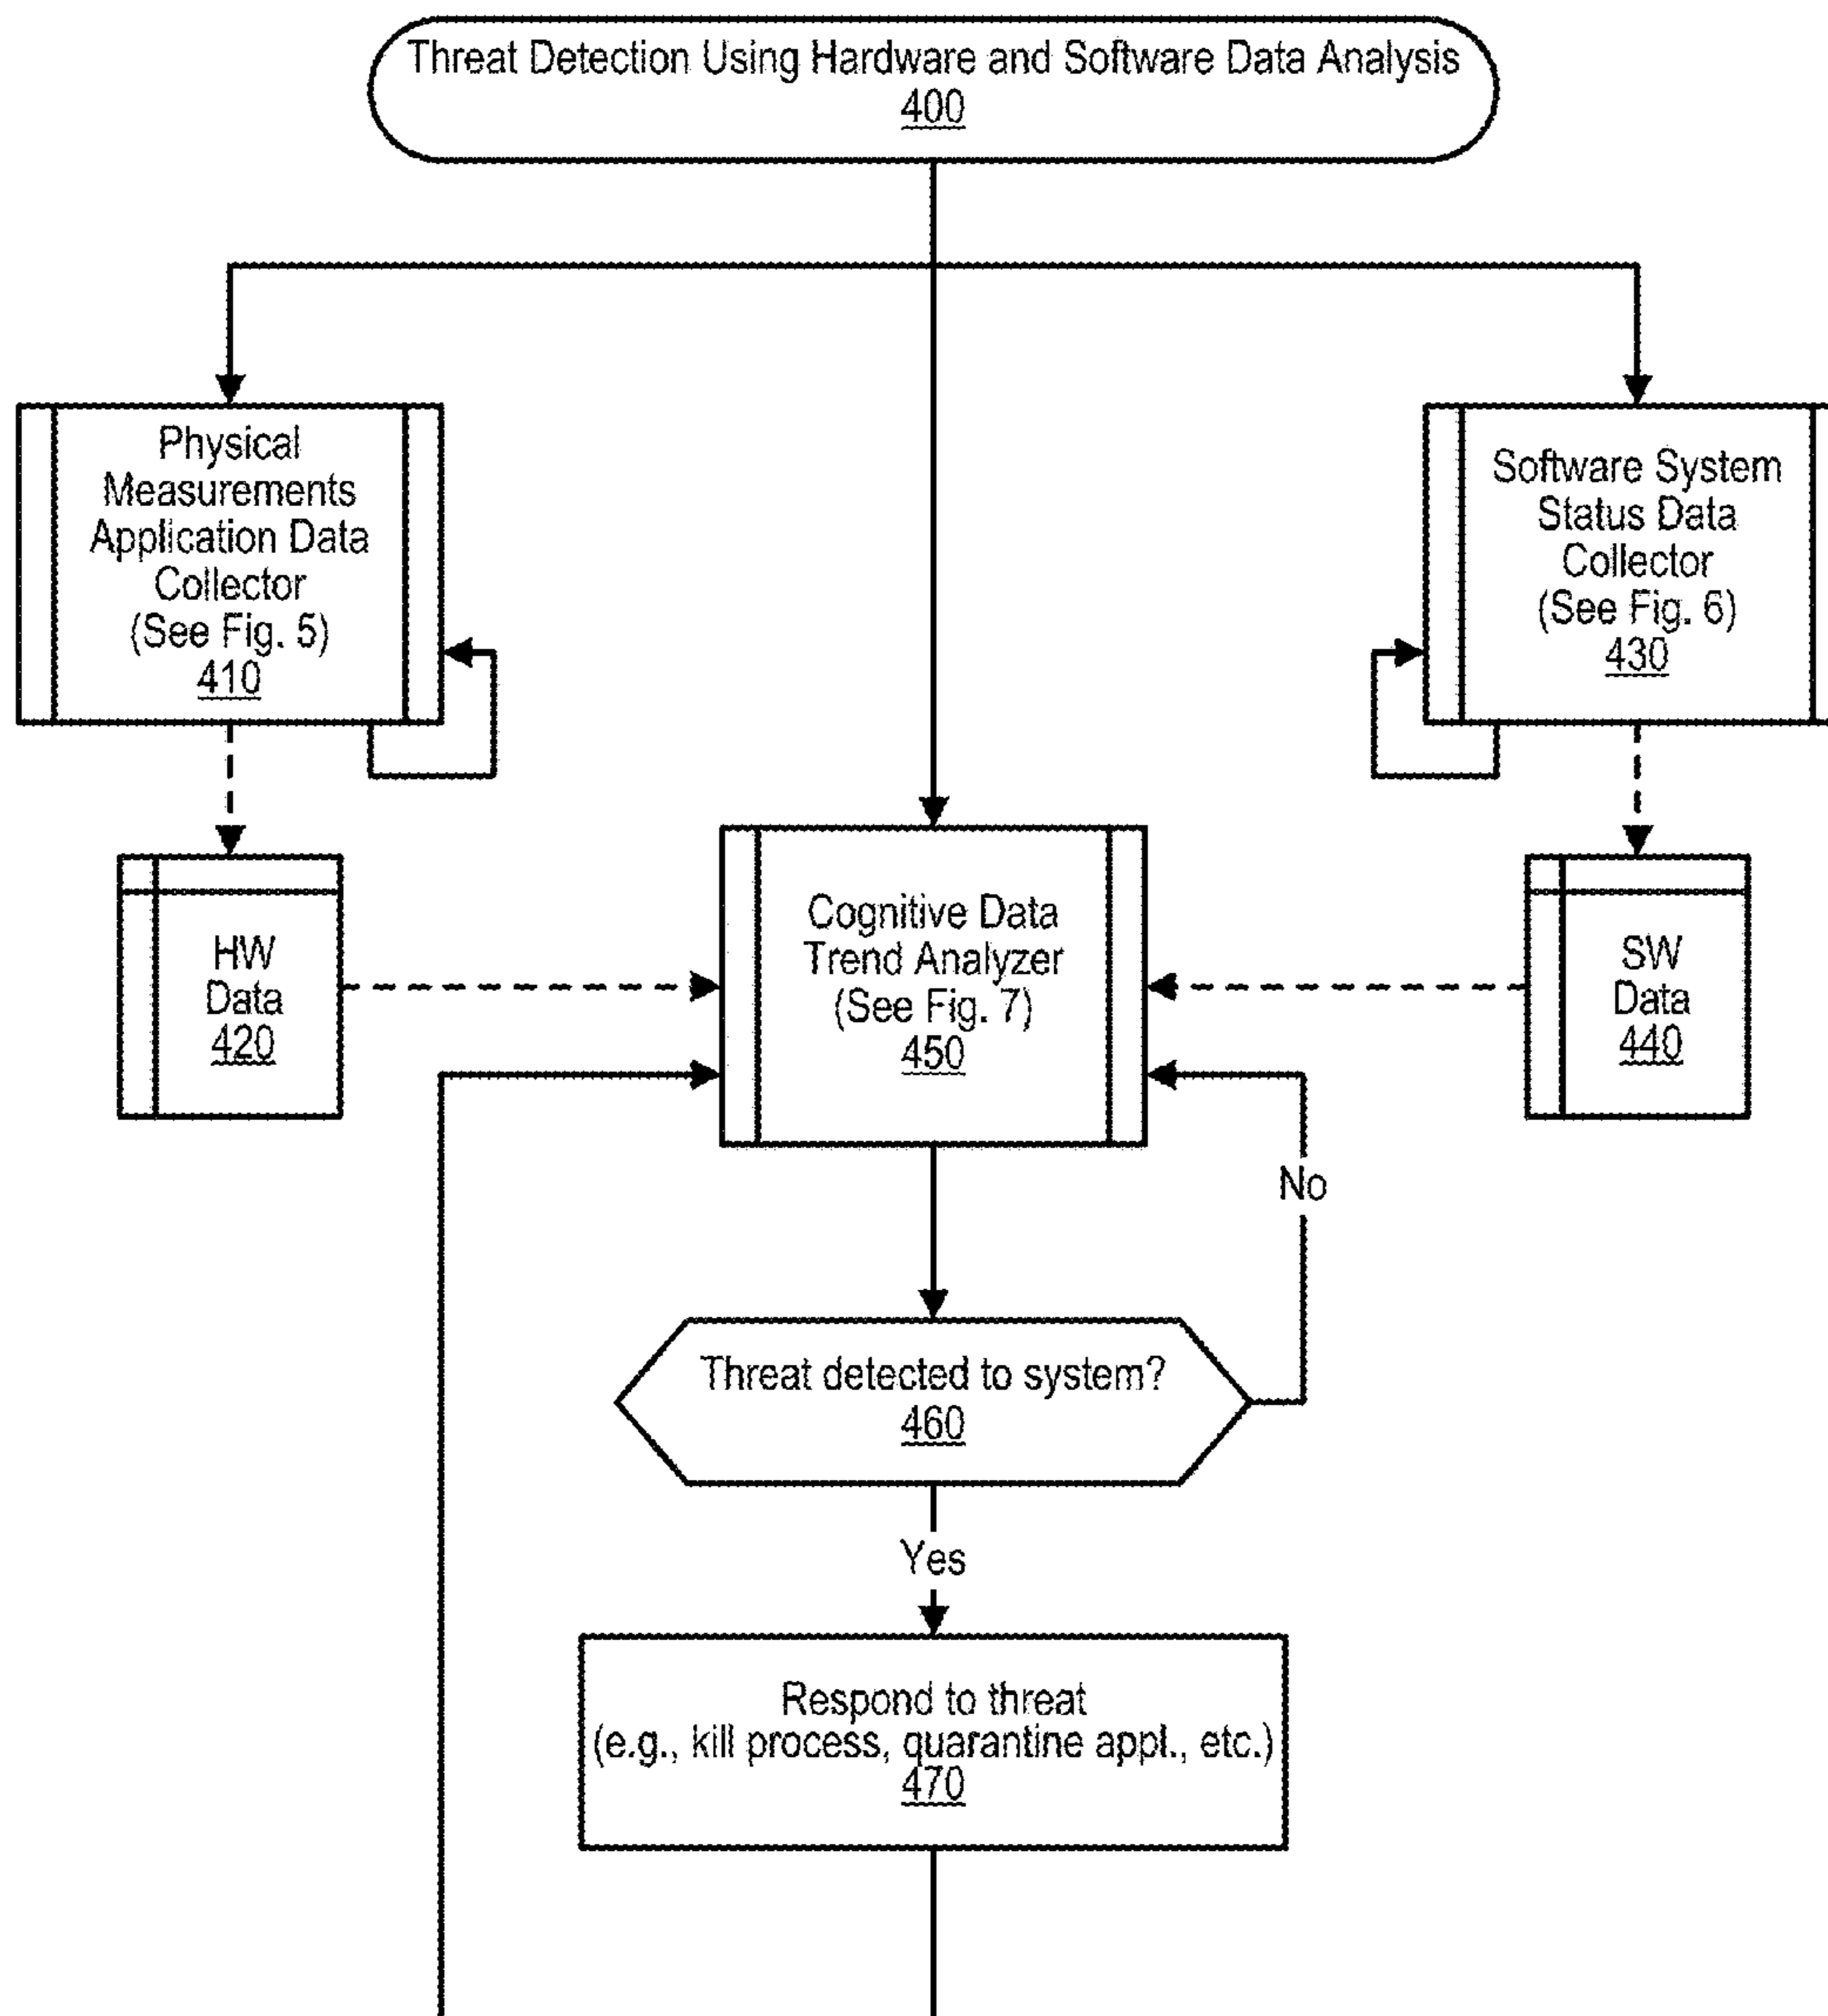 Threat Detection Using Hardware and Software Data Analysis
400
Physical
Measurements
Application Data
Collector
(See Fig. 5)
410
Software System
Status Data
Collector
(See Fig. 6)
430
HW
Data
420
Cognitive Data
Trend Analyzer
(See Fig. 7)
450
SW
Data
440
No
Threat detected to system?
460
Yes
Respond to threat
(e.g., kill process, quarantine appl., etc.)
470